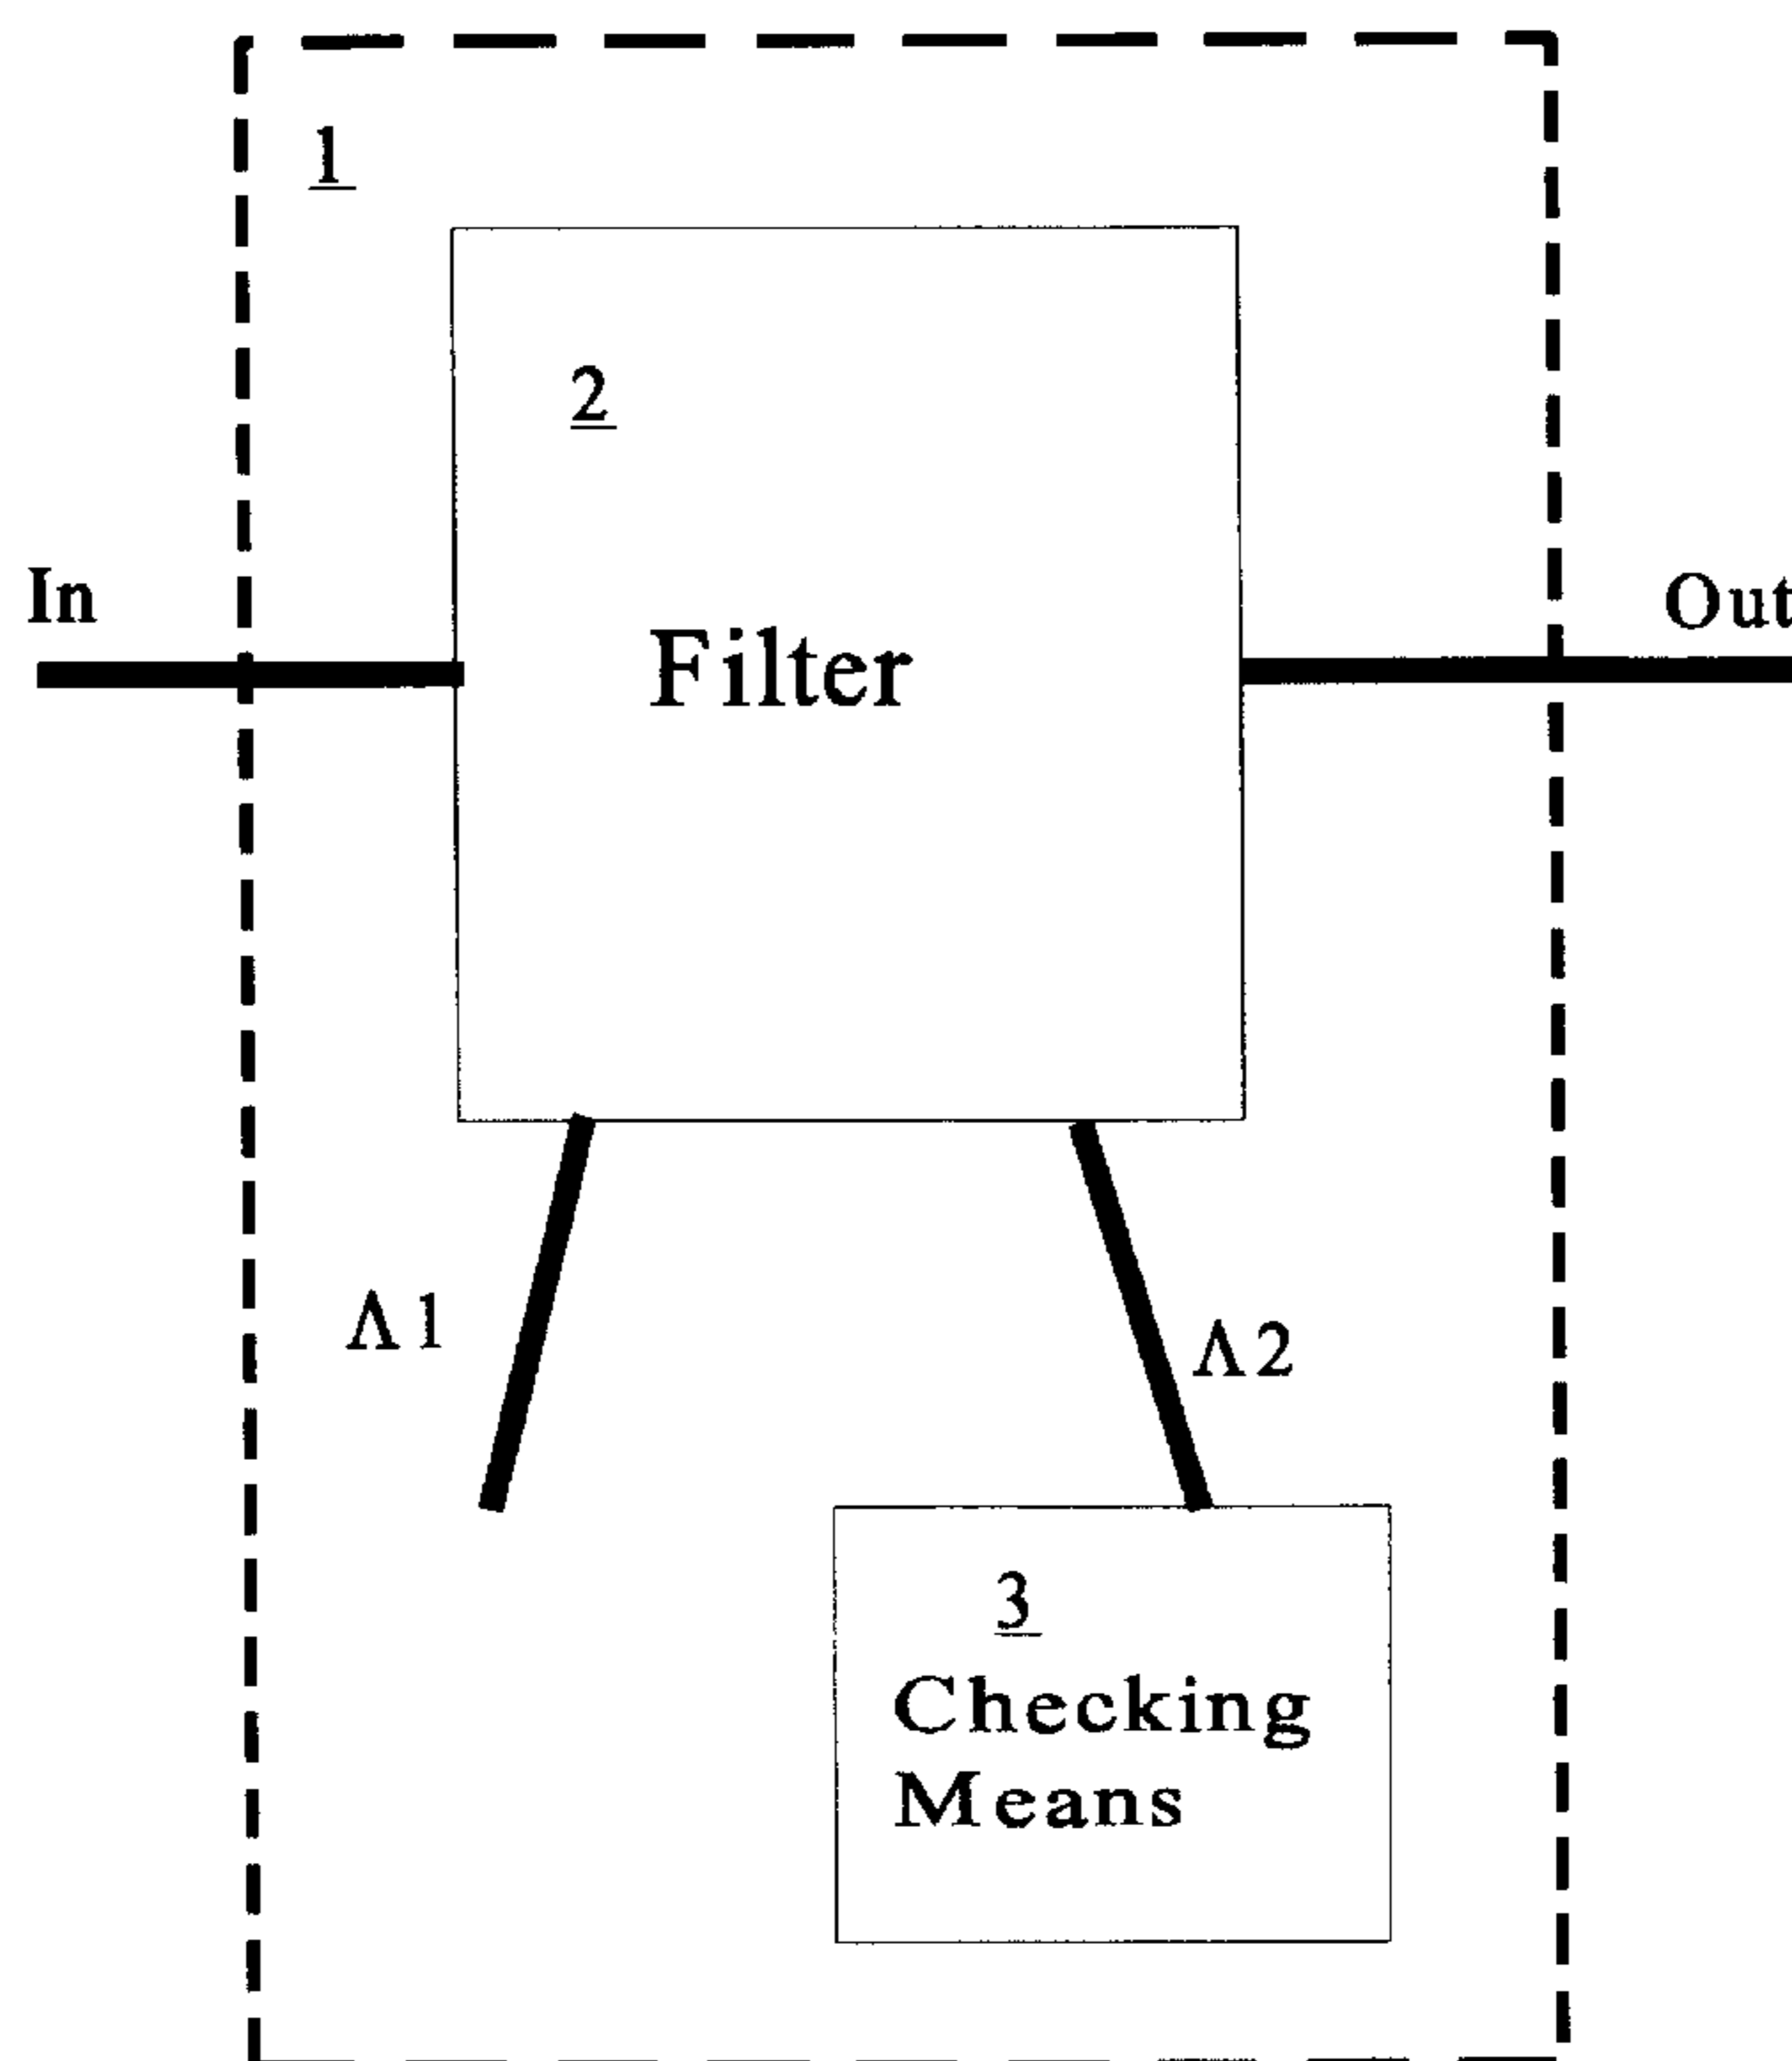 1
2
In
Out
Filter
Λ1
Λ2
3
Checking
Means